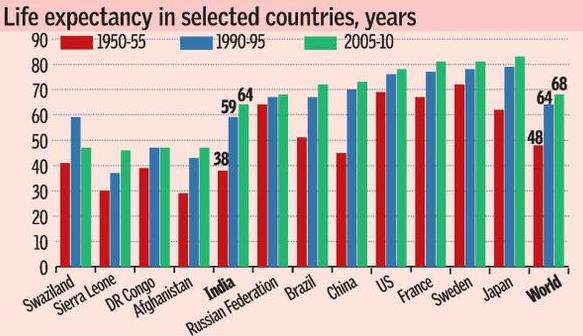 Life expectancy in selected countries, years
1950-55 1990-95 2005-10
90
80
70
60
50
40
30
20
10
0
38 59 64
48 64 68
Swaziland
Sierra Leone
DR Congo
Afghanistan
India
Russian Federation
Brazil
China
US
France
Sweden
Japan
World